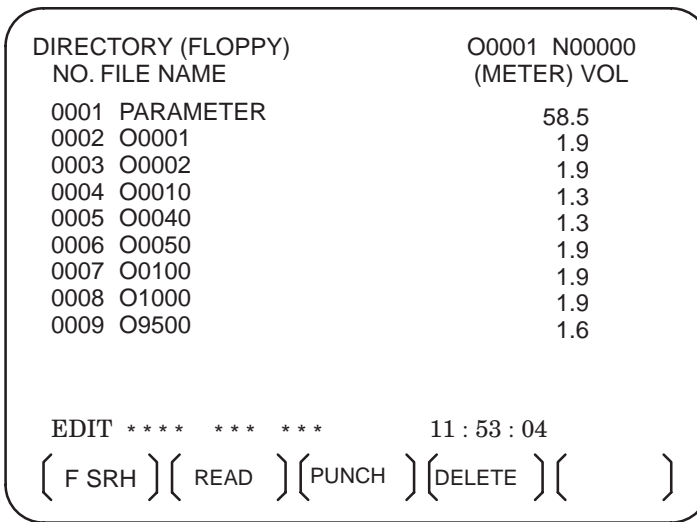 DIRECTORY (FLOPPY) O0001 N00000
NO. FILE NAME (METER) VOL
0001 PARAMETER 58.5
0002 O0001 1.9
0003 O0002 1.9
0004 O0010 1.3
0005 O0040 1.3
0006 O0050 1.9
0007 O0100 1.9
0008 O1000 1.9
0009 O9500 1.6
EDIT **** *** *** 11 : 53 : 04
[ F SRH ] [ READ ] [PUNCH ] [DELETE ] [ ]